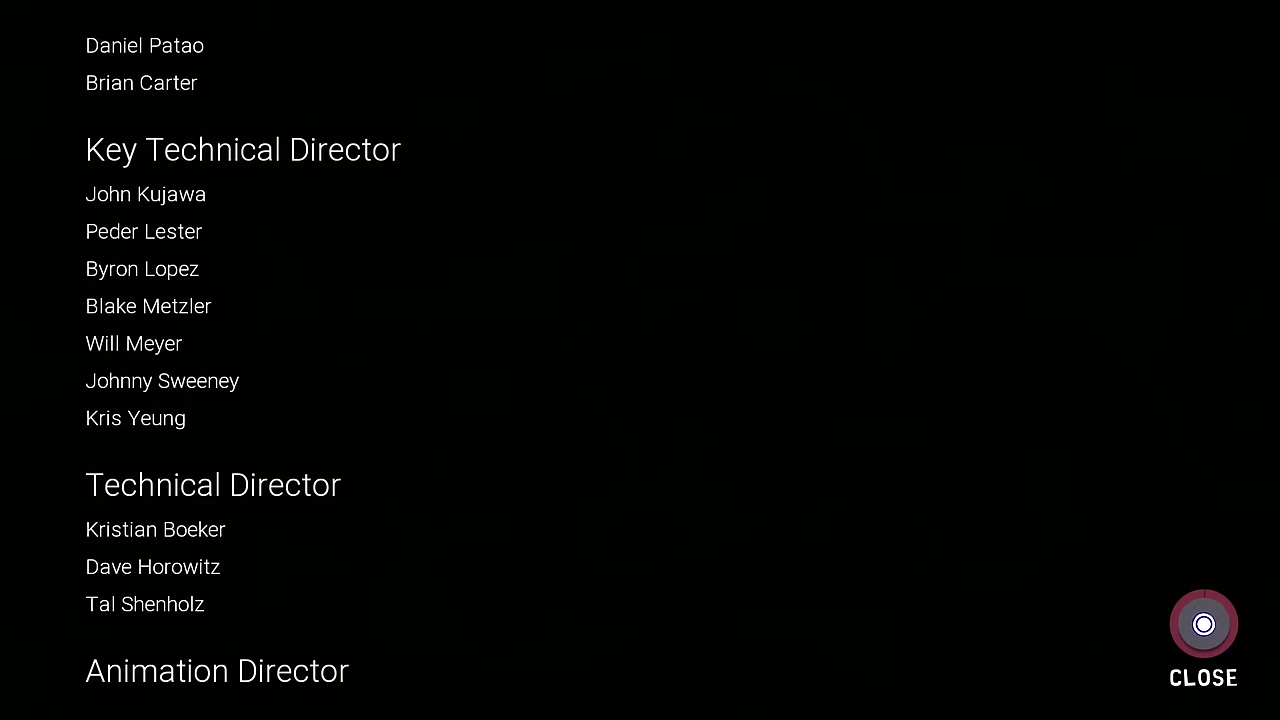 Daniel Patao
Brian Carter
Key Technical Director
John Kujawa
Peder Lester
Byron Lopez
Blake Metzler
Will Meyer
Johnny Sweeney
Kris Yeung
Technical Director
Kristian Boeker
Dave Horowitz
Tal Shenholz
Animation Director
CLOSE